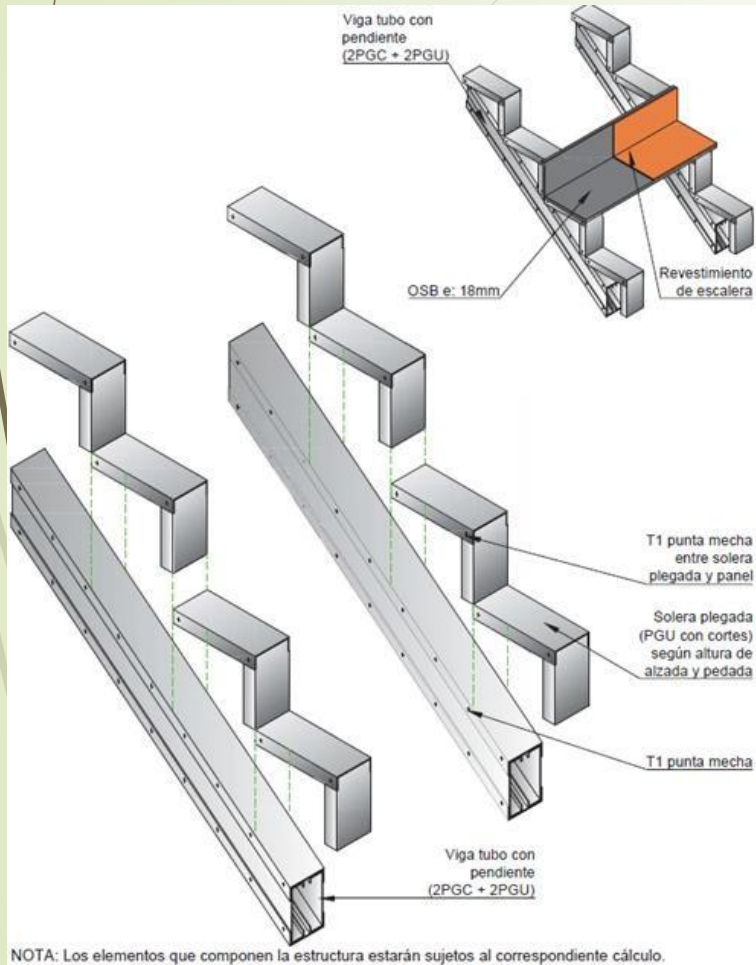 Viga tubo con
pendiente
(2PGC + 2PGU)
OSB e: 18mm
Revestimiento
de escalera
T1 punta mecha
entre solera
plegada y panel
Solera plegada
(PGU con cortes)
según altura de
alzada y pedada
T1 punta mecha
Viga tubo con
pendiente
(2PGC + 2PGU)
NOTA: Los elementos que componen la estructura estarán sujetos al correspondiente cálculo.